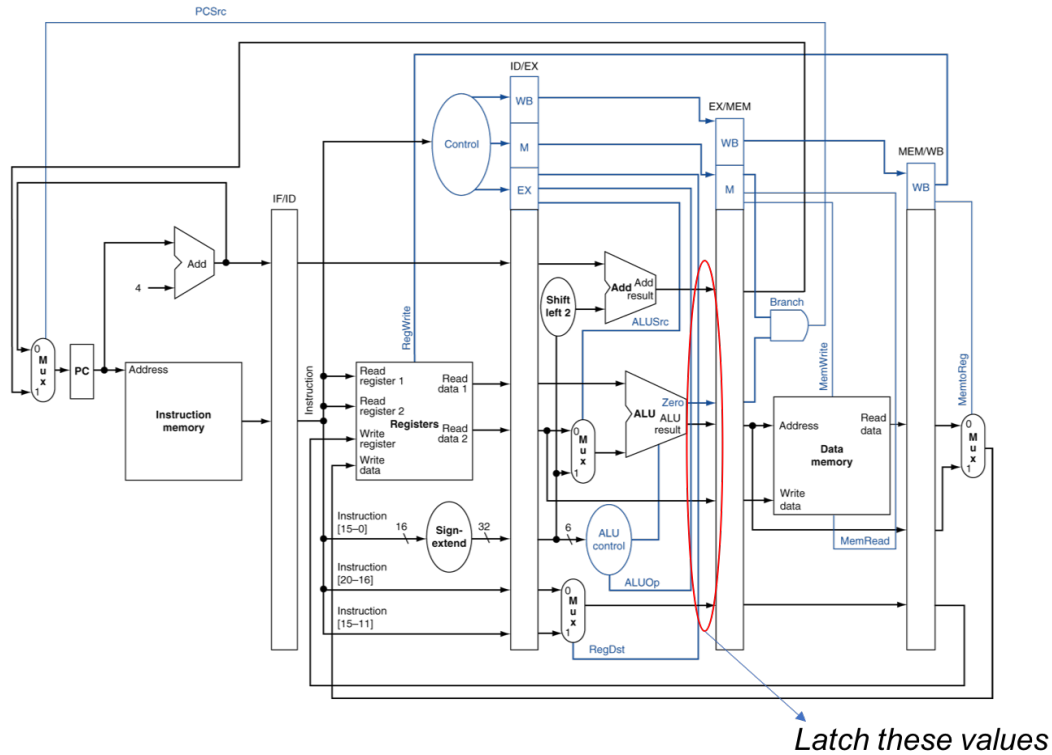 PCSrc
ID/EX
WB
EX/MEM
Control
M
WB
MEM/WB
EX
M
WB
IF/ID
Add
4
Add
Add
result
Shift
left 2
Branch
RegWrite
ALUSrc
MemWrite
MemtoReg
0
M
u
x
1
PC
Address
Instruction
memory
Instruction
Read
register 1
Read
data 1
Read
register 2
Registers
Write
register
Read
data 2
Write
data
Zero
ALU
ALU
result
0
M
u
x
1
Address
Read
data
Data
memory
Write
data
0
M
u
x
1
Instruction
[15–0]
16
Sign-
extend
32
6
ALU
control
MemRead
Instruction
[20–16]
ALUOp
0
M
u
x
1
Instruction
[15–11]
RegDst
Latch these values